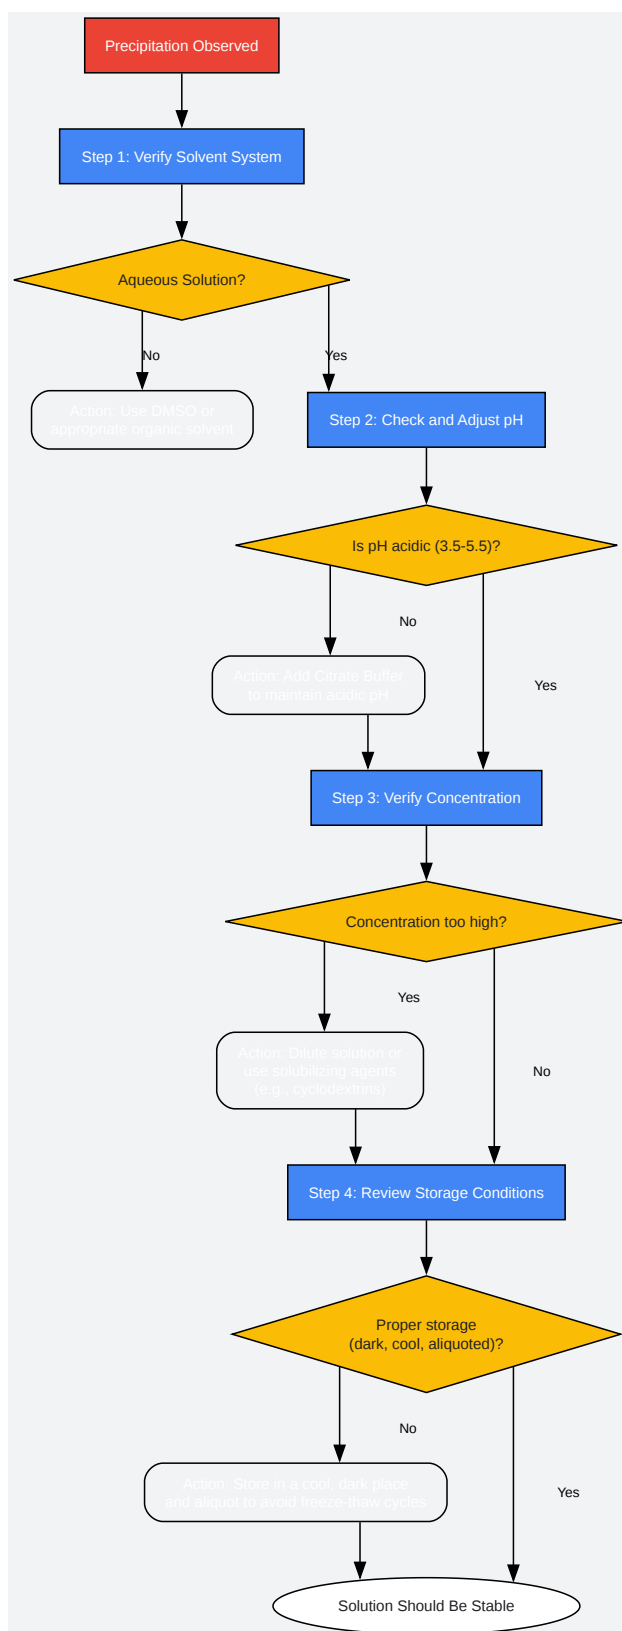 Precipitation Observed
Step 1: Verify Solvent System
Aqueous Solution?
No
Yes
Action: Use DMSO or
appropriate organic solvent
Step 2: Check and Adjust pH
Is pH acidic (3.5-5.5)?
No
Action: Add Citrate Buffer
to maintain acidic pH
Yes
Step 3: Verify Concentration
Concentration too high?
Yes
Action: Dilute solution or
use solubilizing agents
(e.g., cyclodextrins)
No
Step 4: Review Storage Conditions
Proper storage
(dark, cool, aliquoted)?
No
Action: Store in a cool, dark place
and aliquot to avoid freeze-thaw cycles
Yes
Solution Should Be Stable